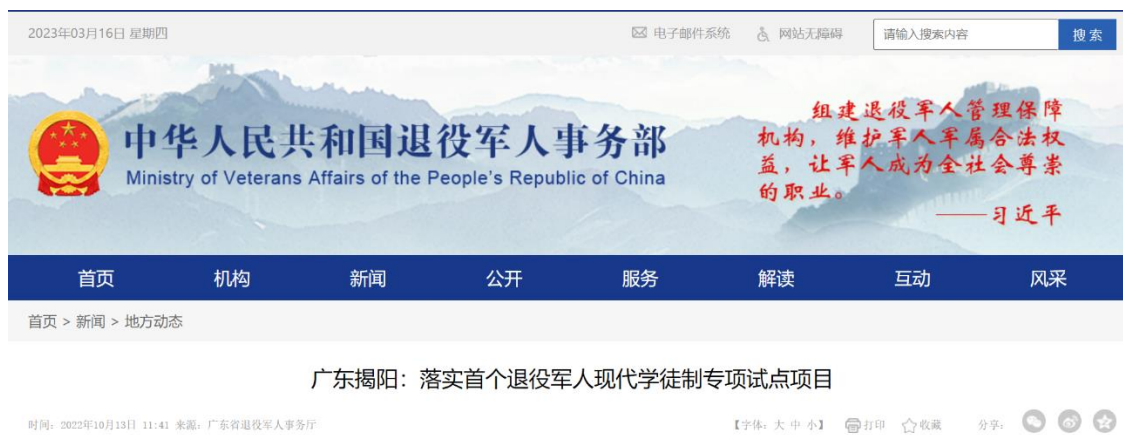 2023年03月16日 星期四
电子邮件系统
网站无障碍
请输入搜索内容
搜 索
中华人民共和国退役军人事务部
Ministry of Veterans Affairs of the People's Republic of China
组建退役军人管理保障
机构，维护军人军属合法权
益，让军人成为全社会尊崇
的职业。
——习近平
首页 机构 新闻 公开 服务 解读 互动 风采
首页 > 新闻 > 地方动态
广东揭阳：落实首个退役军人现代学徒制专项试点项目
时间：2022年10月13日 11:41 来源：广东省退役军人事务厅
【字体：大 中 小】 打印 收藏 分享：